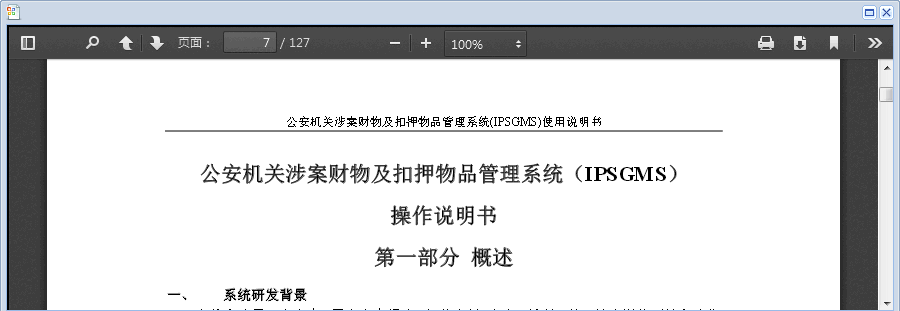 页面： 7 / 127 100%
公安机关涉案财物及扣押物品管理系统(IPSGMS)使用说明书
公安机关涉案财物及扣押物品管理系统（IPSGMS）
操作说明书
第一部分 概述
一、 系统研发背景